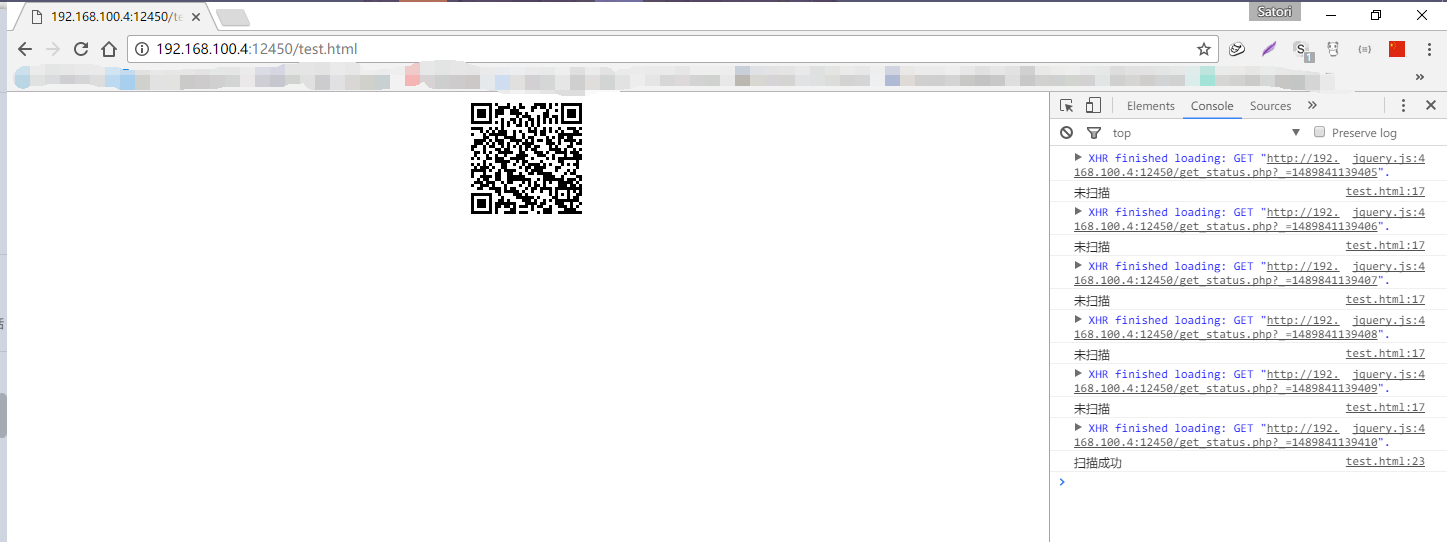 192.168.100.4:12450/te
Satori
192.168.100.4:12450/test.html
S
1
{≡}
»
Elements Console Sources »
top Preserve log
XHR finished loading: GET "http://192. jquery.js:4
168.100.4:12450/get_status.php?_=1489841139405".
未扫描 test.html:17
XHR finished loading: GET "http://192. jquery.js:4
168.100.4:12450/get_status.php?_=1489841139406".
未扫描 test.html:17
XHR finished loading: GET "http://192. jquery.js:4
168.100.4:12450/get_status.php?_=1489841139407".
未扫描 test.html:17
XHR finished loading: GET "http://192. jquery.js:4
168.100.4:12450/get_status.php?_=1489841139408".
未扫描 test.html:17
XHR finished loading: GET "http://192. jquery.js:4
168.100.4:12450/get_status.php?_=1489841139409".
未扫描 test.html:17
XHR finished loading: GET "http://192. jquery.js:4
168.100.4:12450/get_status.php?_=1489841139410".
扫描成功 test.html:23